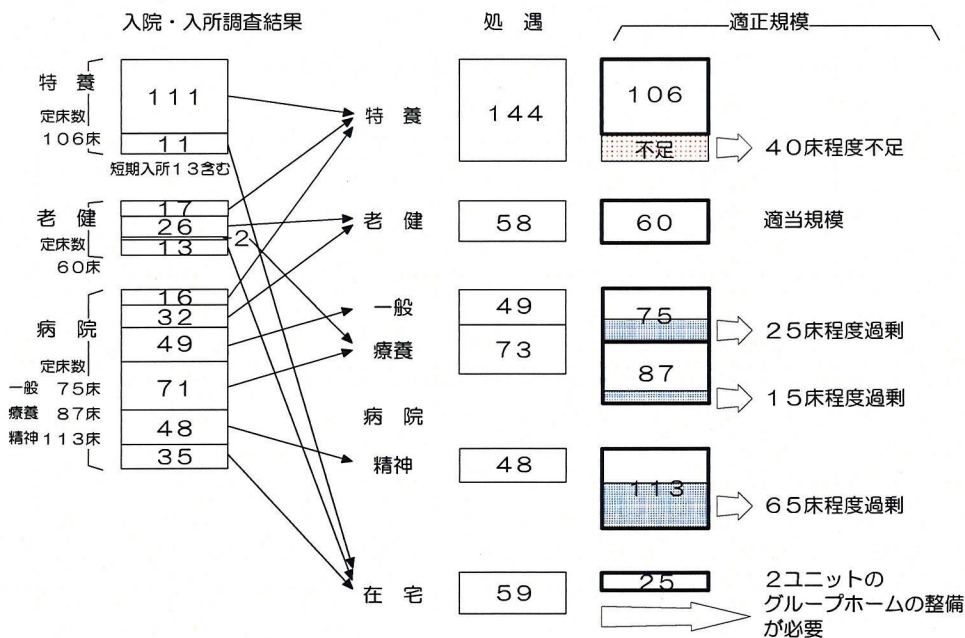 入院・入所調査結果
処 遇
適正規模
特 養
定床数
106床
111
11
短期入所13含む
特 養
144
106
不足
40床程度不足
老 健
定床数
60床
17
26
2
13
老 健
58
60
適当規模
病 院
定床数
一般 75床
療養 87床
精神 113床
16
32
49
71
48
35
一般
療養
病 院
精神
49
73
48
75
25床程度過剰
87
15床程度過剰
113
65床程度過剰
在 宅
59
25
2ユニットの
グループホームの整備
が必要